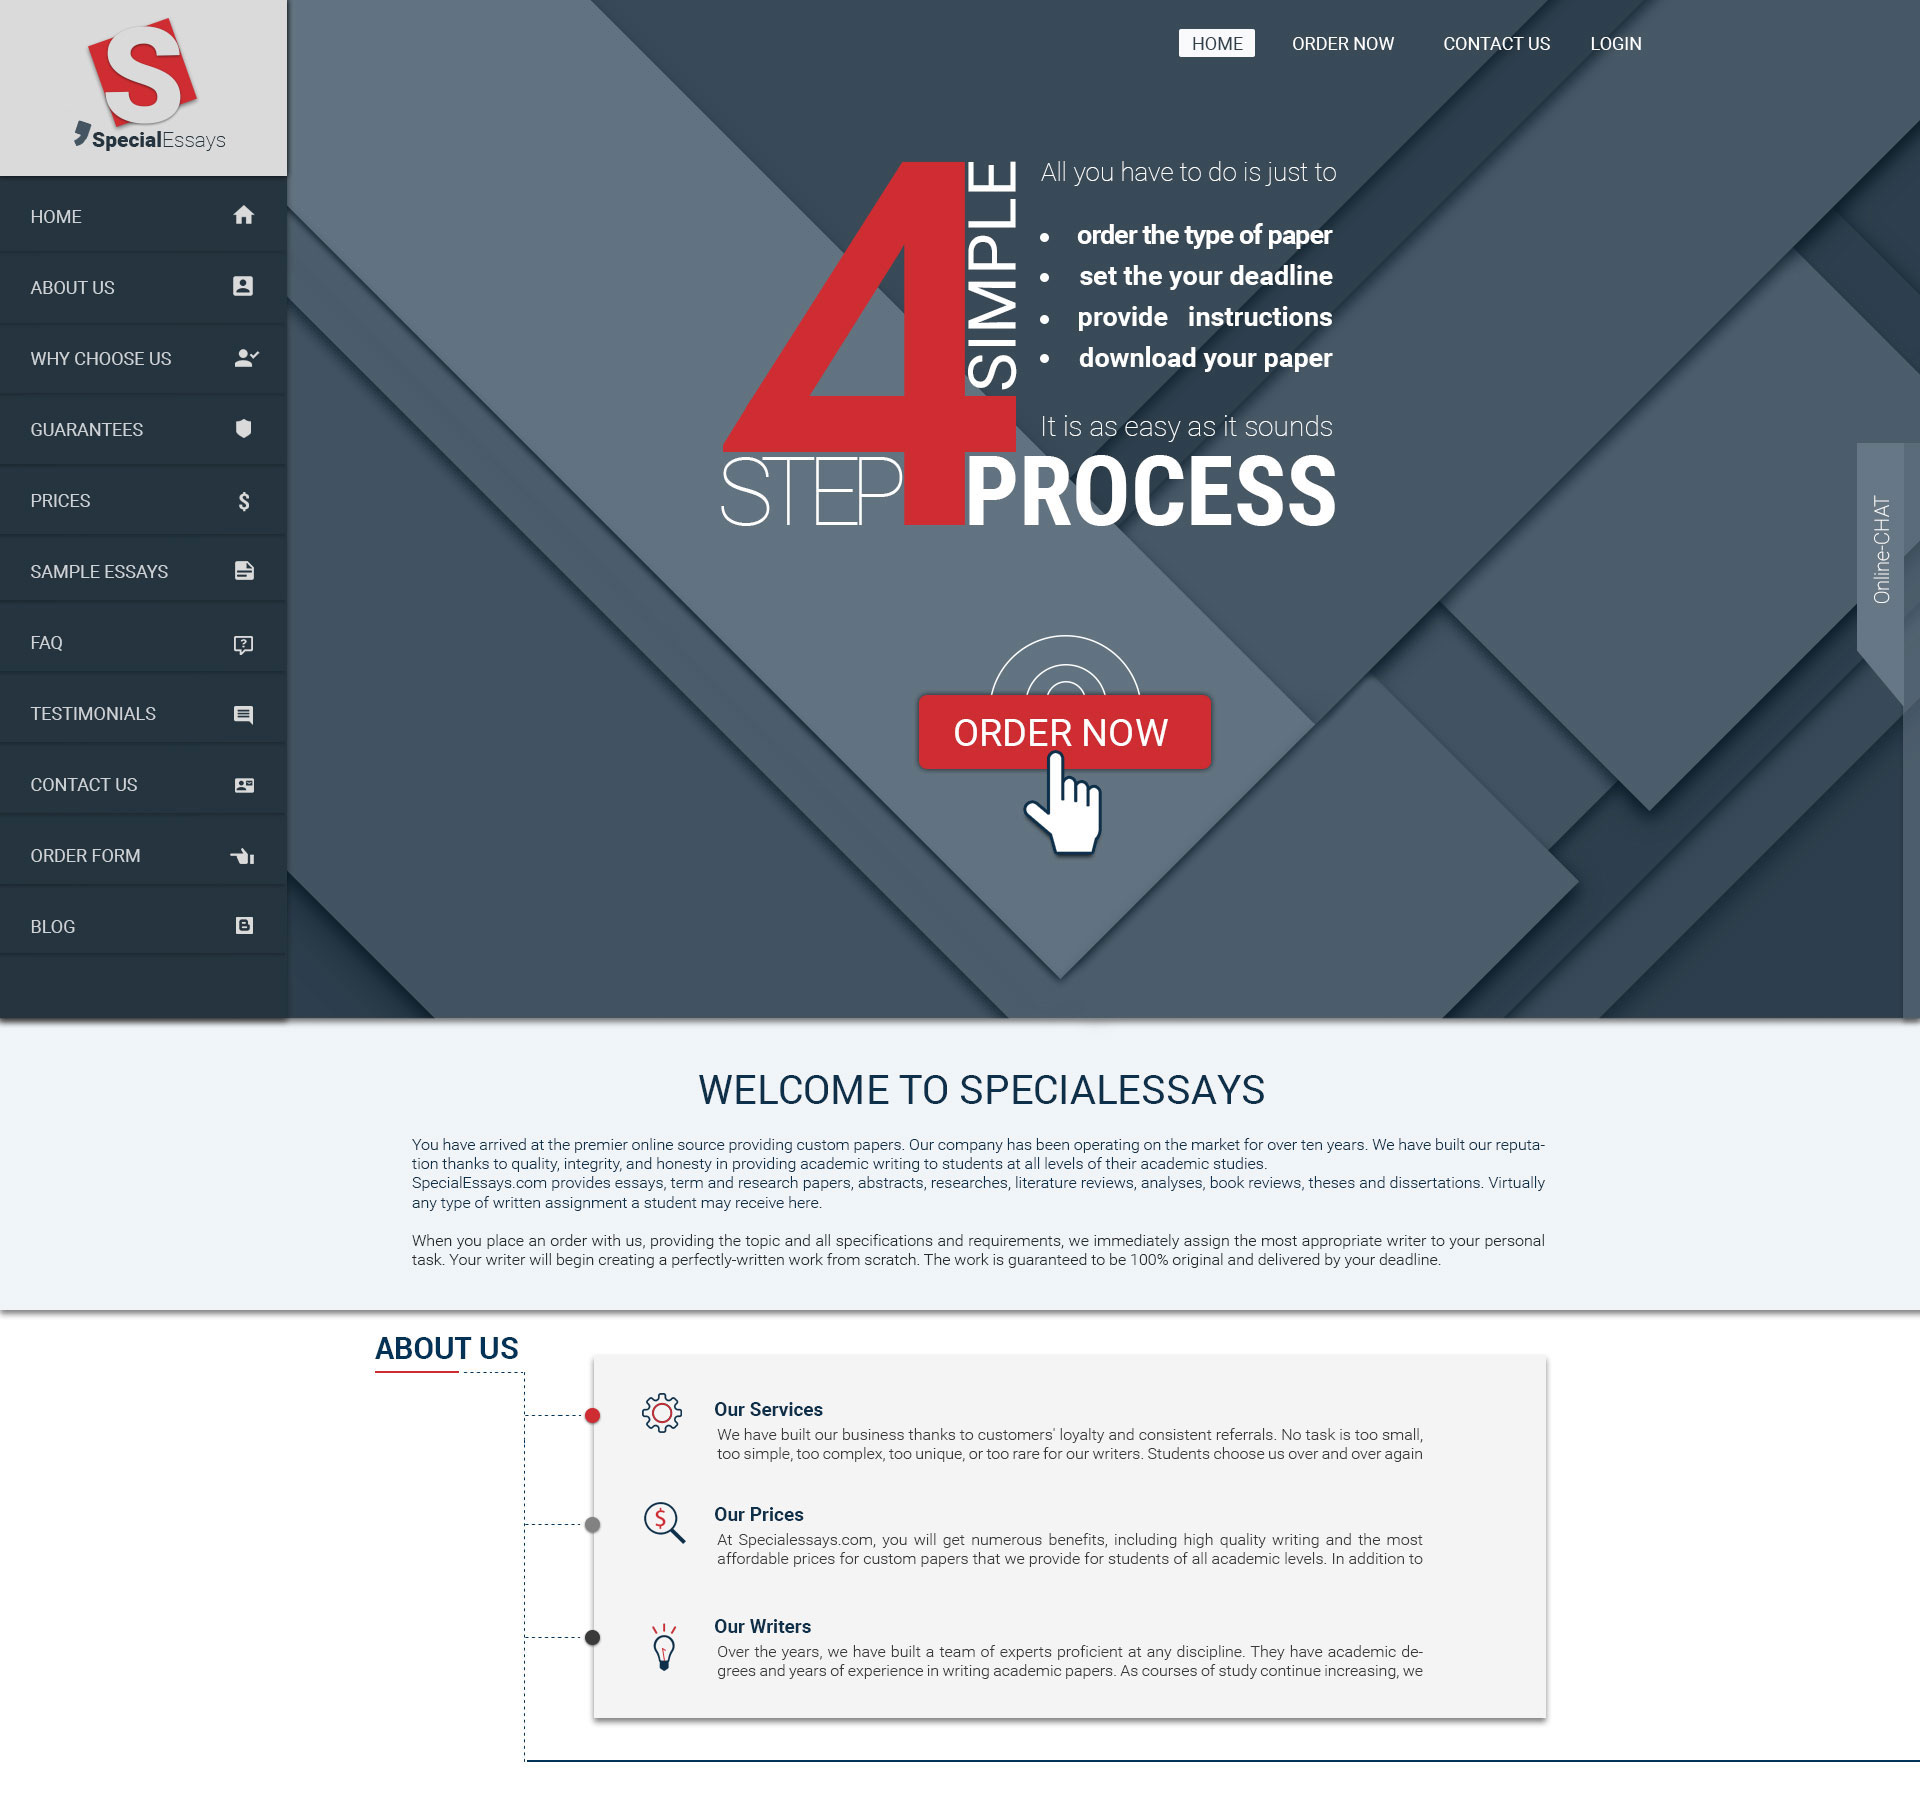 S
SpecialEssays
HOME
ABOUT US
WHY CHOOSE US
GUARANTEES
PRICES
$
SAMPLE ESSAYS
FAQ
?
TESTIMONIALS
CONTACT US
ORDER FORM
BLOG
B
HOME ORDER NOW CONTACT US LOGIN
4
SIMPLE
STEP
PROCESS
All you have to do is just to
• order the type of paper
• set the your deadline
• provide instructions
• download your paper
It is as easy as it sounds
ORDER NOW
Online-CHAT
WELCOME TO SPECIALESSAYS
You have arrived at the premier online source providing custom papers. Our company has been operating on the market for over ten years. We have built our reputa-
tion thanks to quality, integrity, and honesty in providing academic writing to students at all levels of their academic studies.
SpecialEssays.com provides essays, term and research papers, abstracts, researches, literature reviews, analyses, book reviews, theses and dissertations. Virtually
any type of written assignment a student may receive here.
When you place an order with us, providing the topic and all specifications and requirements, we immediately assign the most appropriate writer to your personal
task. Your writer will begin creating a perfectly-written work from scratch. The work is guaranteed to be 100% original and delivered by your deadline.
ABOUT US
Our Services
We have built our business thanks to customers' loyalty and consistent referrals. No task is too small,
too simple, too complex, too unique, or too rare for our writers. Students choose us over and over again
$
Our Prices
At Specialessays.com, you will get numerous benefits, including high quality writing and the most
affordable prices for custom papers that we provide for students of all academic levels. In addition to
Our Writers
Over the years, we have built a team of experts proficient at any discipline. They have academic de-
grees and years of experience in writing academic papers. As courses of study continue increasing, we